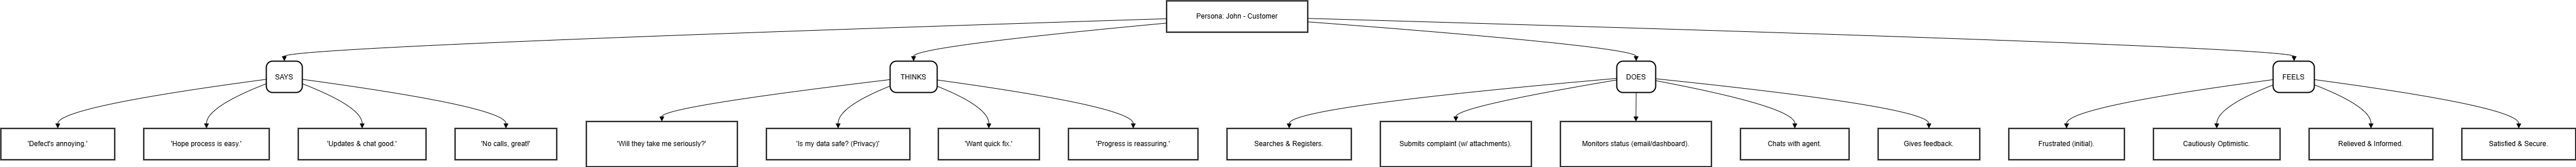 Persona: John - Customer
SAYS
THINKS
DOES
FEELS
'Defect's annoying.'
'Hope process is easy.'
'Updates & chat good.'
'No calls, great!'
'Will they take me seriously?'
'Is my data safe? (Privacy)'
'Want quick fix.'
'Progress is reassuring.'
Searches & Registers.
Submits complaint (w/ attachments).
Monitors status (email/dashboard).
Chats with agent.
Gives feedback.
Frustrated (initial).
Cautiously Optimistic.
Relieved & Informed.
Satisfied & Secure.